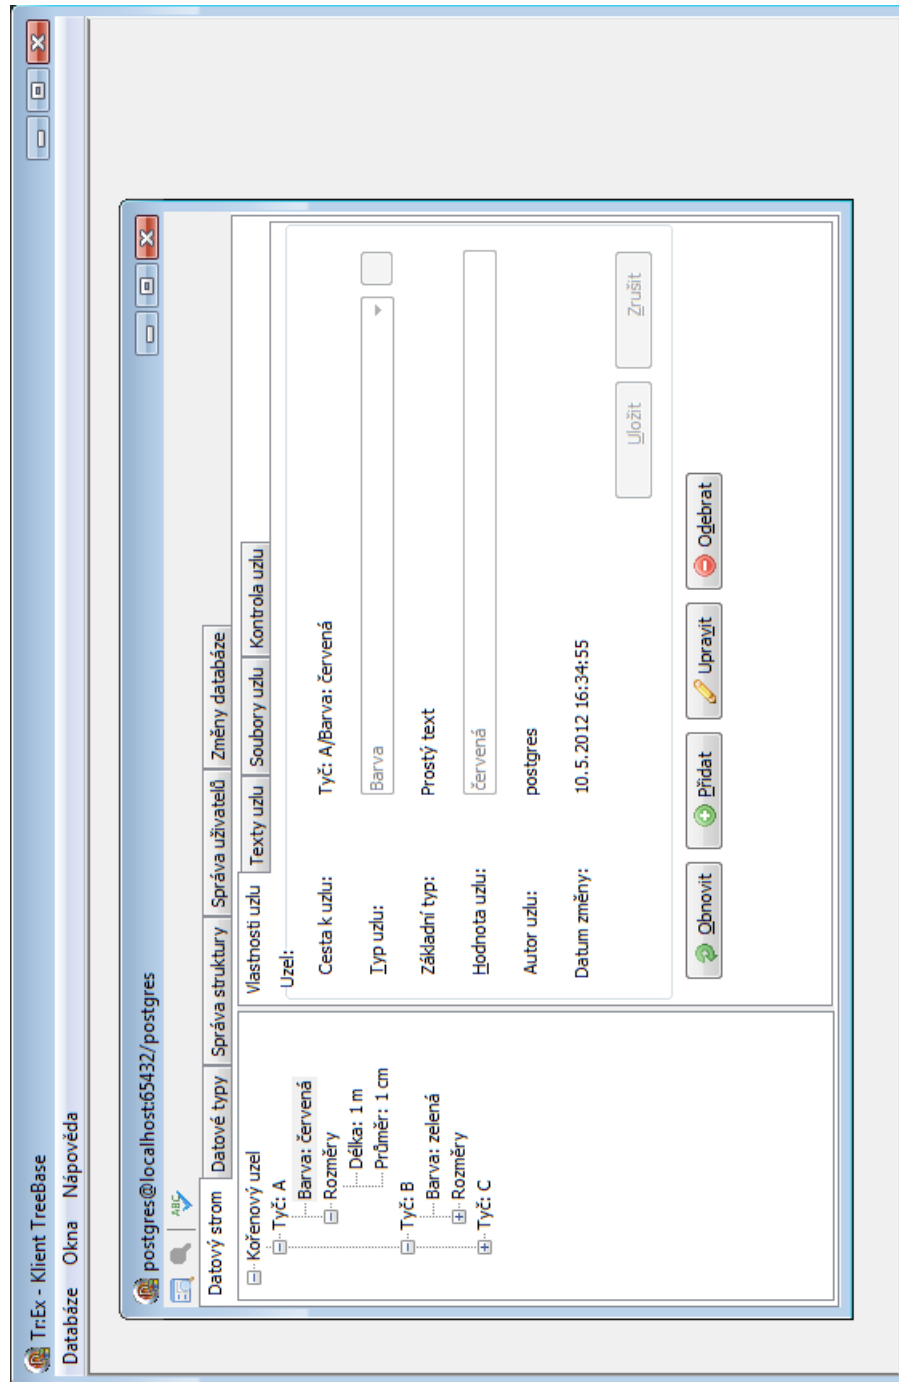 Tr:Ex - Klient TreeBase
Databáze Okna Nápověda
postgres@localhost:65432/postgres
ABC
Datový strom Datové typy Správa struktury Správa uživatelů Změny databáze
Kořenový uzel
Tyč: A
Barva: červená
Rozměry
Délka: 1 m
Průměr: 1 cm
Tyč: B
Barva: zelená
Rozměry
Tyč: C
Vlastnosti uzlu Texty uzlu Soubory uzlu Kontrola uzlu
Uzel:
Cesta k uzlu: Tyč: A/Barva: červená
Typ uzlu: Barva
Základní typ: Prostý text
Hodnota uzlu: červená
Autor uzlu: postgres
Datum změny: 10.5.2012 16:34:55
Uložit Zrušit
Obnovit Přidat Upravit Odebrat